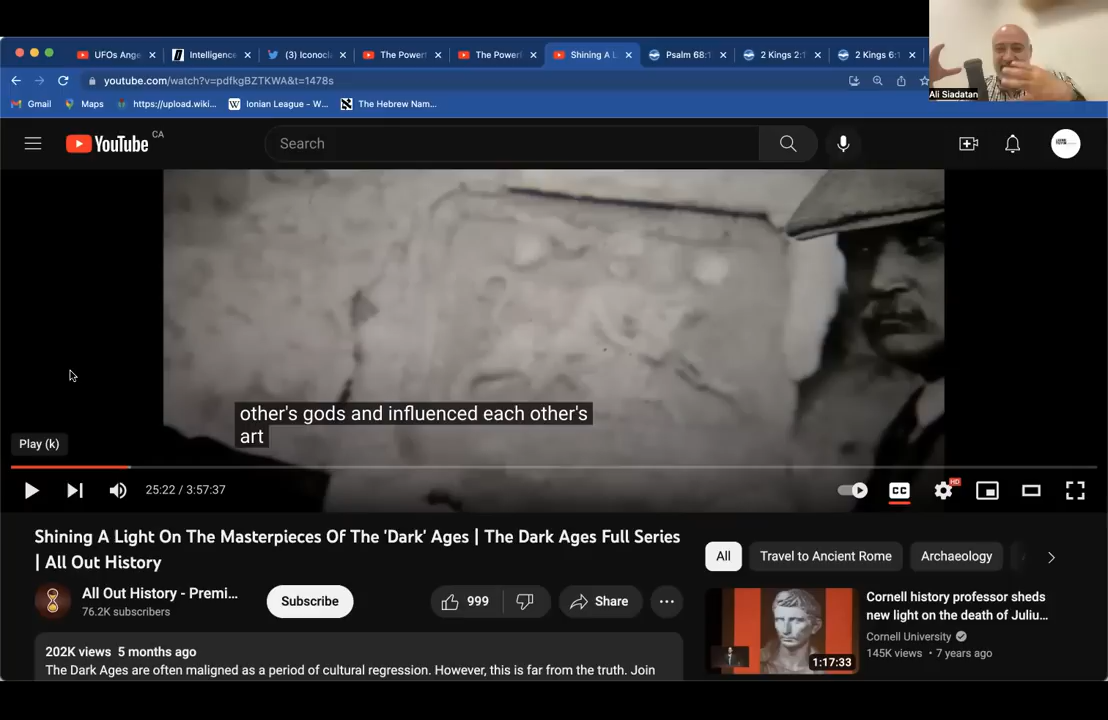 UFOs Ange
Intelligence
(3) Iconocl
The Powerf
The Powerf
Shining A L
Psalm 68:1
2 Kings 2:1
2 Kings 6:1
youtube.com/watch?v=pdfkgBZTKWA&t=1478s
Ali Siadatan
Gmail
Maps
https://upload.wiki...
Ionian League - W...
The Hebrew Nam...
YouTube CA
Search
other's gods and influenced each other's
art
Play (k)
25:22 / 3:57:37
CC
HD
Shining A Light On The Masterpieces Of The 'Dark' Ages | The Dark Ages Full Series
| All Out History
All Out History - Premi...
76.2K subscribers
Subscribe
999
Share
All
Travel to Ancient Rome
Archaeology
Cornell history professor sheds
new light on the death of Juliu...
Cornell University
145K views • 7 years ago
1:17:33
202K views 5 months ago
The Dark Ages are often maligned as a period of cultural regression. However, this is far from the truth. Join